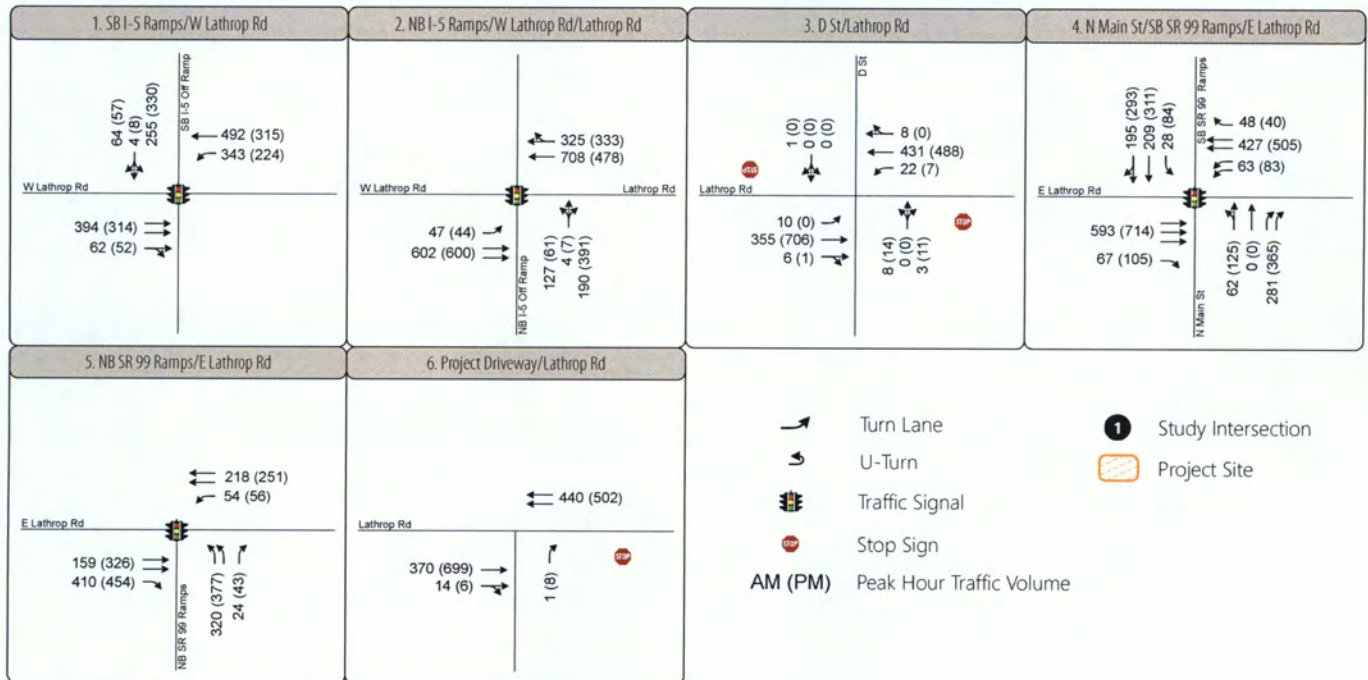 1. SB I-5 Ramps/W Lathrop Rd
64 (57)
4 (8)
255 (330)
SB I-5 Off Ramp
492 (315)
343 (224)
W Lathrop Rd
394 (314)
62 (52)
2. NB I-5 Ramps/W Lathrop Rd/Lathrop Rd
325 (333)
708 (478)
W Lathrop Rd
Lathrop Rd
47 (44)
602 (600)
NB I-5 Off Ramp
127 (61)
4 (7)
190 (391)
3. D St/Lathrop Rd
D St
1 (0)
0 (0)
0 (0)
8 (0)
431 (488)
22 (7)
STOP
Lathrop Rd
10 (0)
355 (706)
6 (1)
8 (14)
0 (0)
3 (11)
STOP
4. N Main St/SB SR 99 Ramps/E Lathrop Rd
195 (293)
209 (311)
28 (84)
SB SR 99 Ramps
48 (40)
427 (505)
63 (83)
E Lathrop Rd
593 (714)
67 (105)
N Main St
62 (125)
0 (0)
281 (365)
5. NB SR 99 Ramps/E Lathrop Rd
218 (251)
54 (56)
E Lathrop Rd
159 (326)
410 (454)
NB SR 99 Ramps
320 (377)
24 (43)
6. Project Driveway/Lathrop Rd
440 (502)
Lathrop Rd
370 (699)
14 (6)
1 (8)
STOP
Turn Lane
U-Turn
Traffic Signal
STOP Stop Sign
AM (PM) Peak Hour Traffic Volume
1 Study Intersection
Project Site